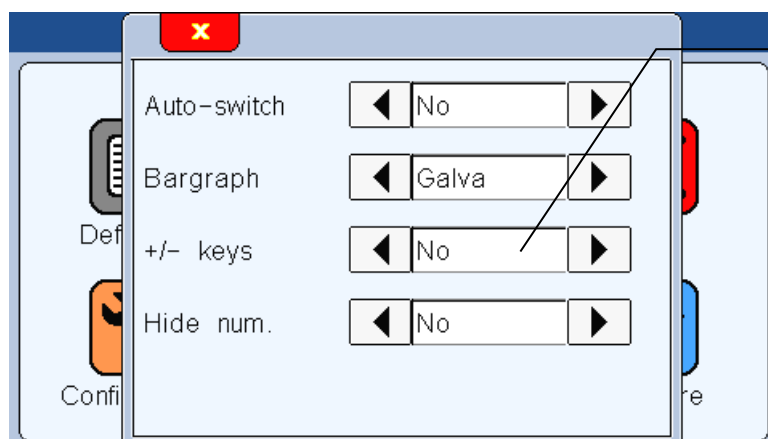 x
Auto-switch No
Bargraph Galva
Def
+/- keys No
Hide num. No
Confi
re